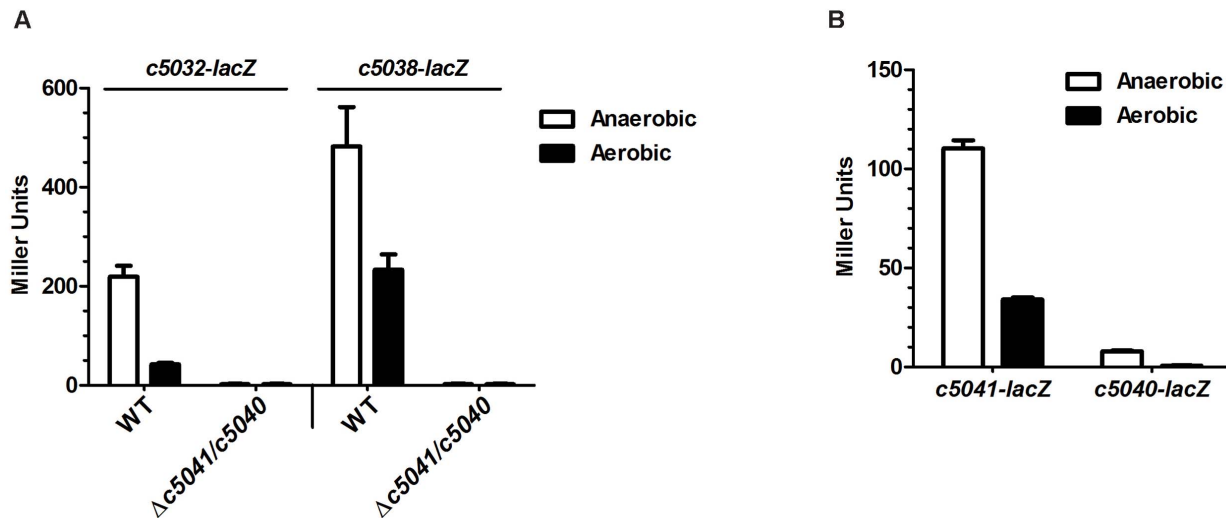 A
c5032-lacZ
c5038-lacZ
600
400
200
0
Miller Units
Anaerobic
Aerobic
WT
Δc5041/c5040
WT
Δc5041/c5040
B
150
100
50
0
Miller Units
Anaerobic
Aerobic
c5041-lacZ
c5040-lacZ